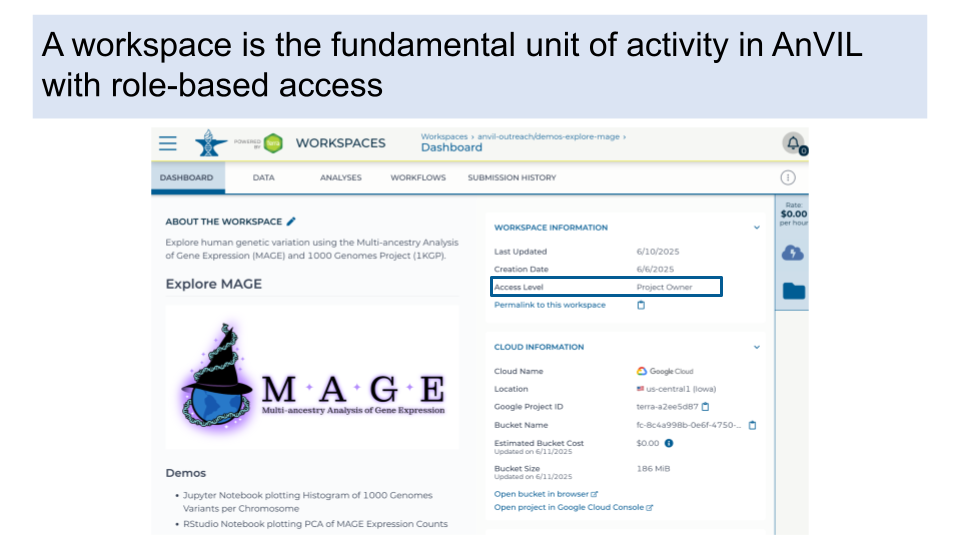 A workspace is the fundamental unit of activity in AnVIL
with role-based access
POWERED
BY
TERRA
WORKSPACES
Workspaces › anvil-outreach/demos-explore-mage ›
Dashboard
0
DASHBOARD
DATA
ANALYSES
WORKFLOWS
SUBMISSION HISTORY
Rate:
$0.00
per hour
ABOUT THE WORKSPACE
Explore human genetic variation using the Multi-ancestry Analysis
of Gene Expression (MAGE) and 1000 Genomes Project (1KGP).
Explore MAGE
M·A·G·E
Multi-ancestry Analysis of Gene Expression
Demos
• Jupyter Notebook plotting Histogram of 1000 Genomes
Variants per Chromosome
• RStudio Notebook plotting PCA of MAGE Expression Counts
WORKSPACE INFORMATION
Last Updated 6/10/2025
Creation Date 6/6/2025
Access Level Project Owner
Permalink to this workspace
CLOUD INFORMATION
Cloud Name Google Cloud
Location us-central1 (Iowa)
Google Project ID terra-a2ee5d87
Bucket Name fc-8c4a998b-0e6f-4750-...
Estimated Bucket Cost $0.00
Updated on 6/11/2025
Bucket Size 186 MiB
Updated on 6/11/2025
Open bucket in browser
Open project in Google Cloud Console